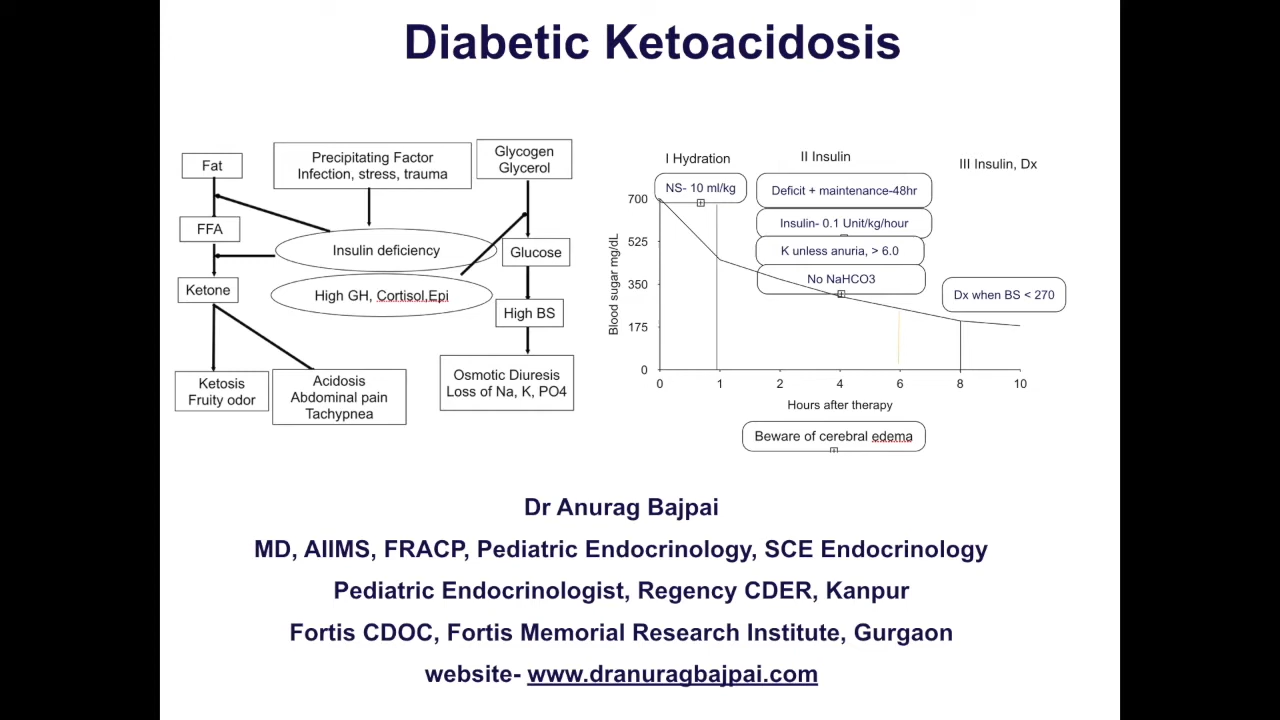 Diabetic Ketoacidosis
Fat
Precipitating Factor
Infection, stress, trauma
Glycogen
Glycerol
FFA
Insulin deficiency
Glucose
Ketone
High GH, Cortisol,Epi
High BS
Ketosis
Fruity odor
Acidosis
Abdominal pain
Tachypnea
Osmotic Diuresis
Loss of Na, K, PO4
I Hydration
II Insulin
III Insulin, Dx
NS- 10 ml/kg
Deficit + maintenance-48hr
Insulin- 0.1 Unit/kg/hour
K unless anuria, > 6.0
No NaHCO3
Dx when BS < 270
Blood sugar mg/dL
700
525
350
175
0
0 1 2 4 6 8 10
Hours after therapy
Beware of cerebral edema
Dr Anurag Bajpai
MD, AIIMS, FRACP, Pediatric Endocrinology, SCE Endocrinology
Pediatric Endocrinologist, Regency CDER, Kanpur
Fortis CDOC, Fortis Memorial Research Institute, Gurgaon
website- www.dranuragbajpai.com